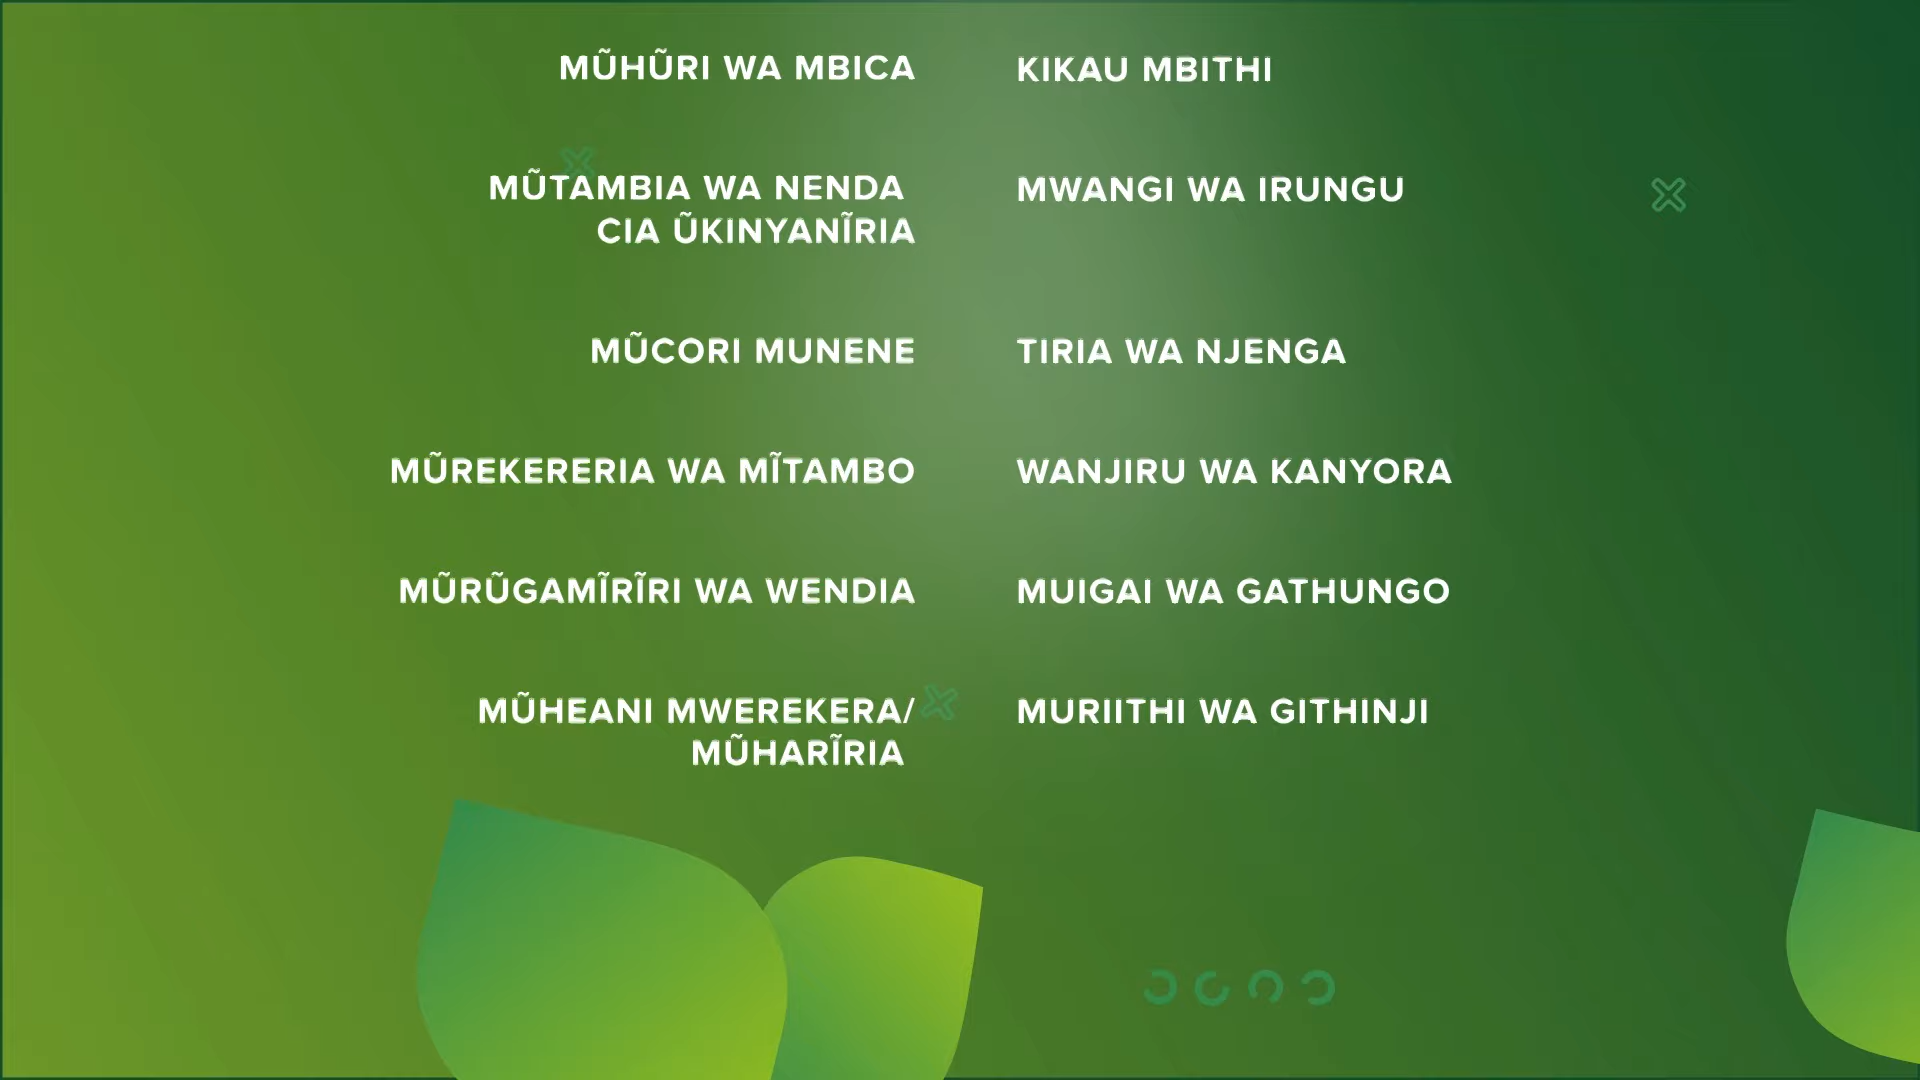 MŨHŨRI WA MBICA KIKAU MBITHI
MŨTAMBIA WA NENDA MWANGI WA IRUNGU
CIA ŨKINYANĨRIA
MŨCORI MUNENE TIRIA WA NJENGA
MŨREKERERIA WA MĨTAMBO WANJIRU WA KANYORA
MŨRŨGAMĨRĨRI WA WENDIA MUIGAI WA GATHUNGO
MŨHEANI MWEREKERA/ MURIITHI WA GITHINJI
MŨHARĨRIA